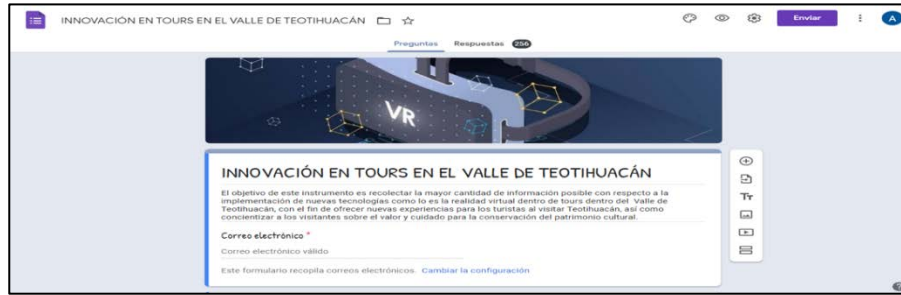 INNOVACIÓN EN TOURS EN EL VALLE DE TEOTIHUACÁN
Enviar
A
Preguntas Respuestas 256
VR
INNOVACIÓN EN TOURS EN EL VALLE DE TEOTIHUACÁN
El objetivo de este instrumento es recolectar la mayor cantidad de información posible con respecto a la
implementación de nuevas tecnologías como lo es la realidad virtual dentro de tours dentro del Valle de
Teotihuacán, con el fin de ofrecer nuevas experiencias para los turistas al visitar Teotihuacán, así como
concientizar a los visitantes sobre el valor y cuidado para la conservación del patrimonio cultural.
Correo electrónico *
Correo electrónico válido
Este formulario recopila correos electrónicos. Cambiar la configuración
Tт